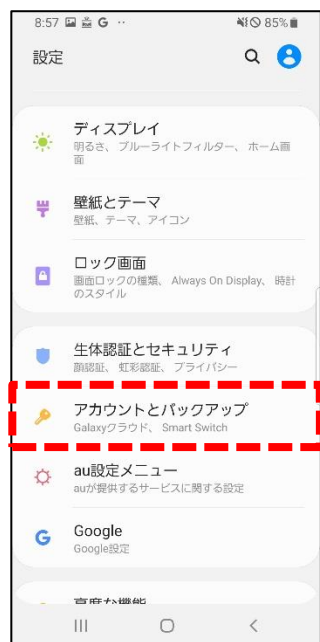 8:57 G 85%
設定
ディスプレイ
明るさ、 ブルーライトフィルター、 ホーム画
面
壁紙とテーマ
壁紙、テーマ、アイコン
ロック画面
画面ロックの種類、 Always On Display、 時計
のスタイル
生体認証とセキュリティ
顔認証、 虹彩認証、 プライバシー
アカウントとバックアップ
Galaxyクラウド、 Smart Switch
au設定メニュー
auが提供するサービスに関する設定
G Google
Google設定
高度な機能